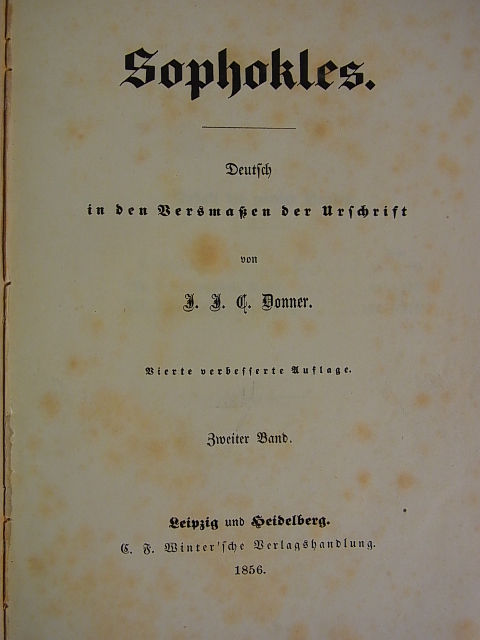 Sophokles.
Deutsch
in den Versmaßen der Urschrift
von
J. J. C. Donner.
Vierte verbesserte Auflage.
Zweiter Band.
Leipzig und Heidelberg.
C. F. Winter'sche Verlagshandlung.
1856.